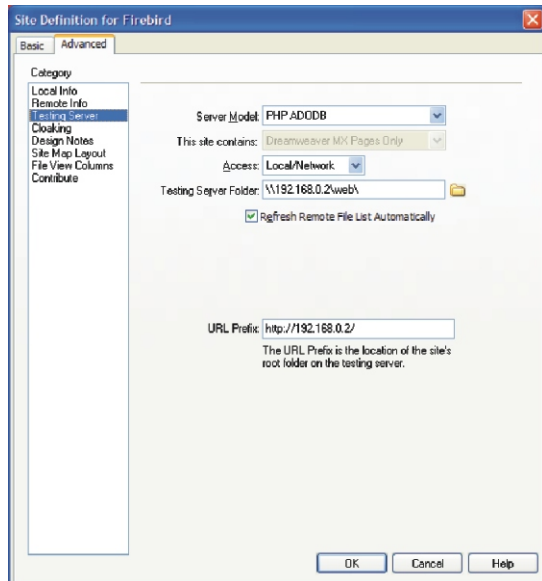 Site Definition for Firebird
Basic Advanced
Category
Local Info
Remote Info
Testing Server
Cloaking
Design Notes
Site Map Layout
File View Columns
Contribute
Server Model: PHP ADODB
This site contains: Dreamweaver MX Pages Only
Access: Local/Network
Testing Server Folder: \\192.168.0.2\web\
Refresh Remote File List Automatically
URL Prefix: http://192.168.0.2/
The URL Prefix is the location of the site's
root folder on the testing server.
OK Cancel Help